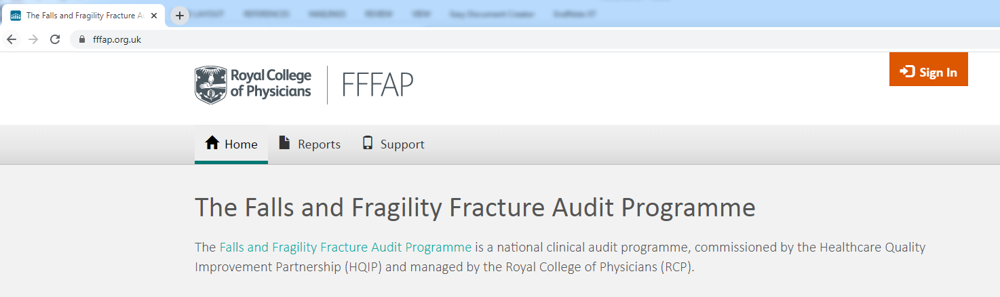 The Falls and Fragility Fracture A
LAYOUT REFERENCES MAILINGS REVIEW VIEW Easy Document Creator EndNote X7
fffap.org.uk
Royal College
of Physicians
FFFAP
Sign In
Home Reports Support
The Falls and Fragility Fracture Audit Programme
The Falls and Fragility Fracture Audit Programme is a national clinical audit programme, commissioned by the Healthcare Quality
Improvement Partnership (HQIP) and managed by the Royal College of Physicians (RCP).